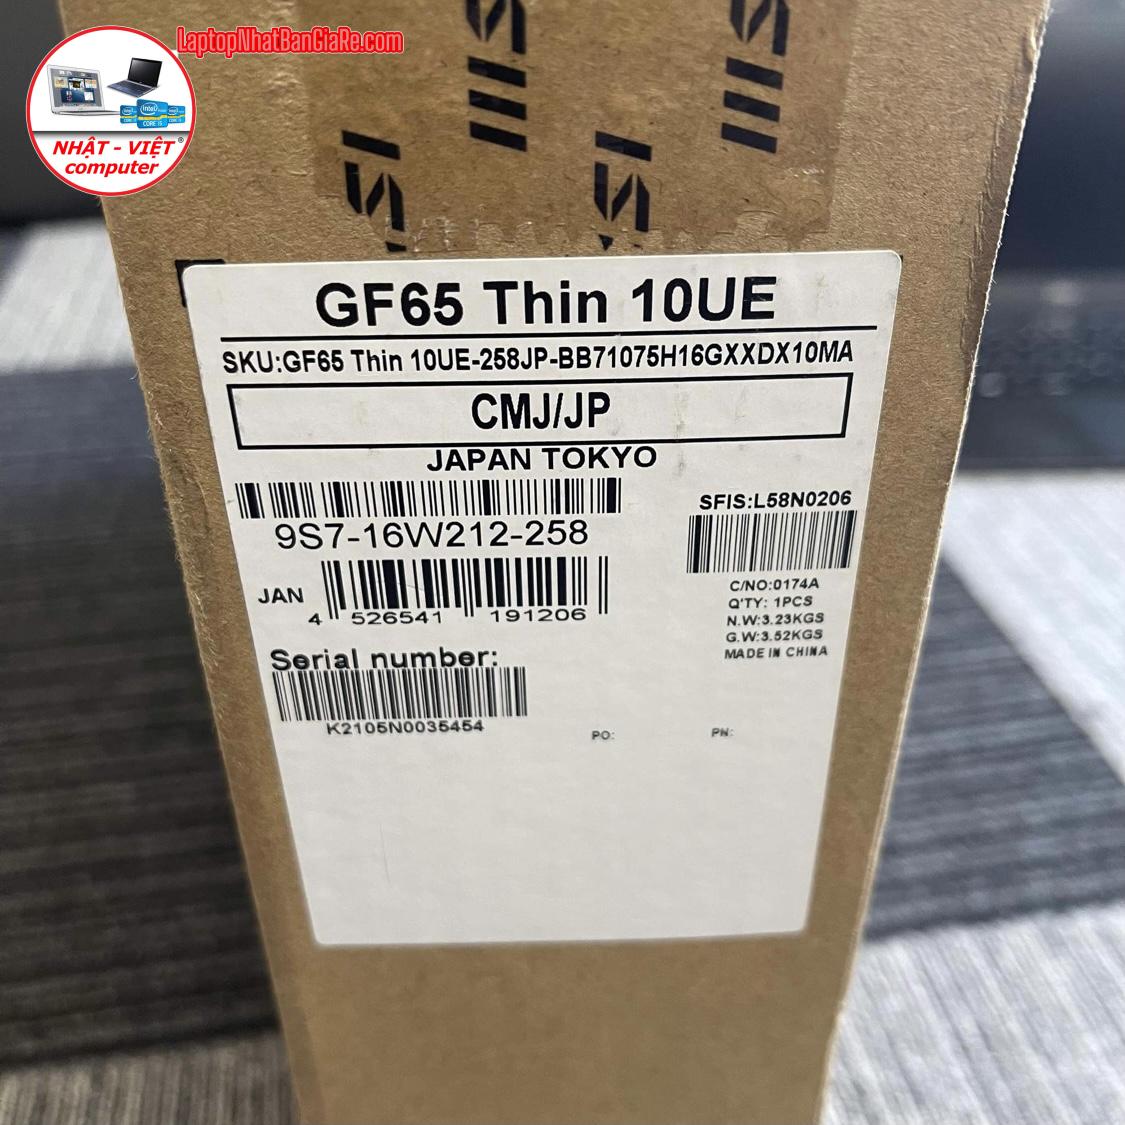 LaptopNhatBanGiaRe.com
NHẬT - VIỆT®
computer
GF65 Thin 10UE
SKU:GF65 Thin 10UE-258JP-BB71075H16GXXDX10MA
CMJ/JP
JAPAN TOKYO
9S7-16W212-258
SFIS:L58N0206
JAN
4 526541 191206
C/NO:0174A
Q'TY: 1PCS
N.W:3.23KGS
G.W:3.52KGS
MADE IN CHINA
Serial number:
K2105N0035454
PO:
PN: